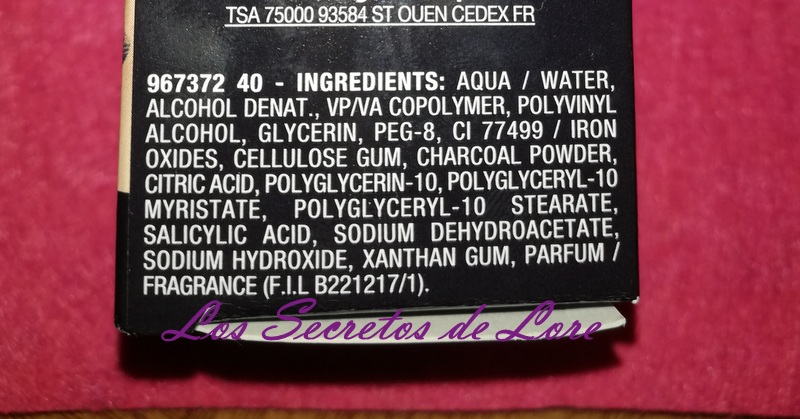 TSA 75000 93584 ST OUEN CEDEX FR
967372 40 - INGREDIENTS: AQUA / WATER,
ALCOHOL DENAT., VP/VA COPOLYMER, POLYVINYL
ALCOHOL, GLYCERIN, PEG-8, CI 77499 / IRON
OXIDES, CELLULOSE GUM, CHARCOAL POWDER,
CITRIC ACID, POLYGLYCERIN-10, POLYGLYCERYL-10
MYRISTATE, POLYGLYCERYL-10 STEARATE,
SALICYLIC ACID, SODIUM DEHYDROACETATE,
SODIUM HYDROXIDE, XANTHAN GUM, PARFUM /
FRAGRANCE (F.I.L B221217/1).
Los Secretos de Lore